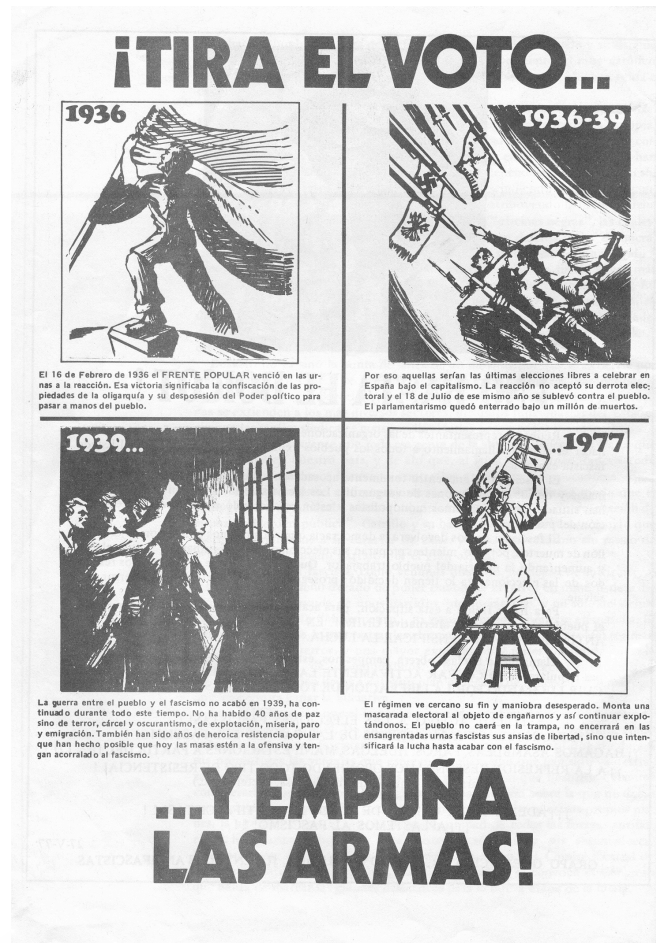 ¡TIRA EL VOTO...
1936
1936-39
El 16 de Febrero de 1936 el FRENTE POPULAR venció en las ur-
nas a la reacción. Esa victoria significaba la confiscación de las pro-
piedades de la oligarquía y su desposesión del Poder político para
pasar a manos del pueblo.
Por eso aquellas serían las últimas elecciones libres a celebrar en
España bajo el capitalismo. La reacción no aceptó su derrota elec-
toral y el 18 de Julio de ese mismo año se sublevó contra el pueblo.
El parlamentarismo quedó enterrado bajo un millón de muertos.
1939...
..1977
La guerra entre el pueblo y el fascismo no acabó en 1939, ha con-
tinuado durante todo este tiempo. No ha habido 40 años de paz
sino de terror, cárcel y oscurantismo, de explotación, miseria, paro
y emigración. También han sido años de heroica resistencia popular
que han hecho posible que hoy las masas estén a la ofensiva y ten-
gan acorralado al fascismo.
El régimen ve cercano su fin y maniobra desesperado. Monta una
mascarada electoral al objeto de engañarnos y así continuar explo-
tándonos. El pueblo no caerá en la trampa, no encerrará en las
ensangrentadas urnas fascistas sus ansias de libertad, sino que inten-
sificará la lucha hasta acabar con el fascismo.
...Y EMPUÑA
LAS ARMAS!